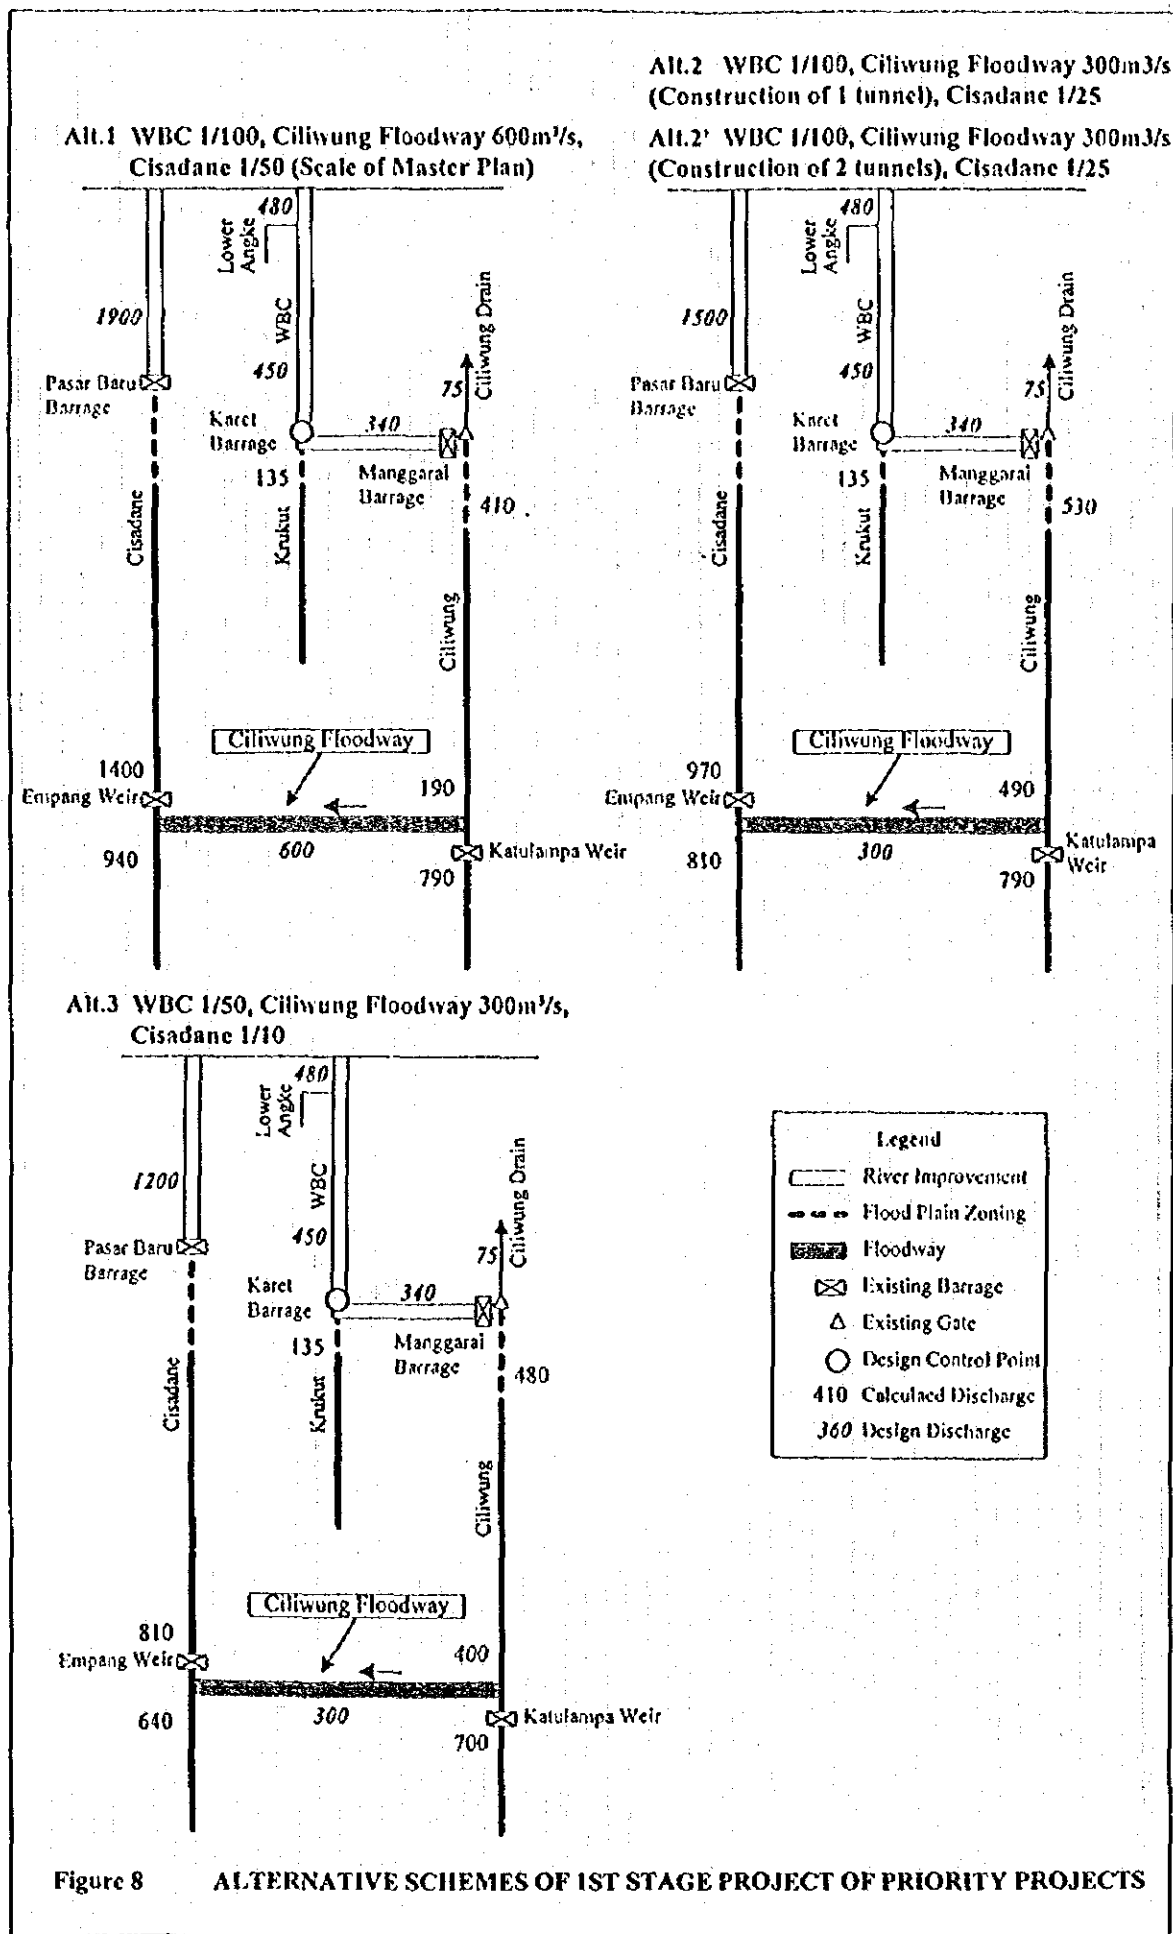 Alt.1 WBC 1/100, Ciliwung Floodway 600m³/s,
Cisadane 1/50 (Scale of Master Plan)
480
Lower
Angke
1900
WBC
Ciliwung Drain
450
75
Pasar Baru
Barrage
Karet
Barrage
340
135
Manggarai
Barrage
410
Cisadane
Krukut
Ciliwung
Ciliwung Floodway
1400
190
Empang Weir
940
600
Katulampa Weir
790
Alt.2 WBC 1/100, Ciliwung Floodway 300m3/s
(Construction of 1 tunnel), Cisadane 1/25
Alt.2' WBC 1/100, Ciliwung Floodway 300m3/s
(Construction of 2 tunnels), Cisadane 1/25
480
Lower
Angke
1500
WBC
Ciliwung Drain
450
75
Pasar Baru
Barrage
Karet
Barrage
340
135
Manggarai
Barrage
530
Cisadane
Krukut
Ciliwung
Ciliwung Floodway
970
490
Empang Weir
810
300
Katulampa
Weir
790
Alt.3 WBC 1/50, Ciliwung Floodway 300m³/s,
Cisadane 1/10
480
Lower
Angke
1200
WBC
Ciliwung Drain
450
75
Pasar Baru
Barrage
Karet
Barrage
340
135
Manggarai
Barrage
480
Cisadane
Krukut
Ciliwung
Ciliwung Floodway
810
400
Empang Weir
640
300
Katulampa Weir
700
Legend
River Improvement
Flood Plain Zoning
Floodway
Existing Barrage
Existing Gate
Design Control Point
410 Calculaed Discharge
360 Design Discharge
Figure 8 ALTERNATIVE SCHEMES OF 1ST STAGE PROJECT OF PRIORITY PROJECTS